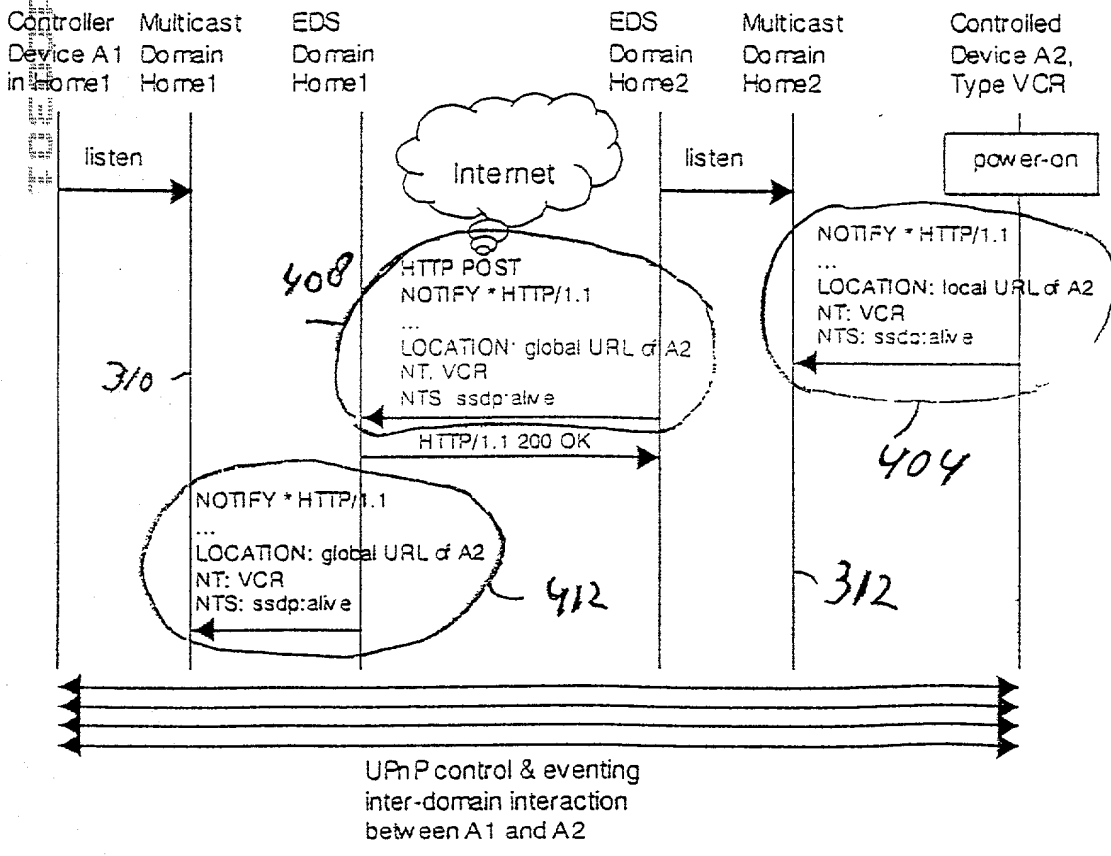 Controller
Device A1
in Home1
Multicast
Domain
Home1
EDS
Domain
Home1
EDS
Domain
Home2
Multicast
Domain
Home2
Controlled
Device A2,
Type VCR
listen
Internet
listen
power-on
NOTIFY * HTTP/1.1
...
LOCATION: local URL of A2
NT: VCR
NTS: ssdp:alive
404
408
HTTP POST
NOTIFY * HTTP/1.1
...
LOCATION: global URL of A2
NT: VCR
NTS: ssdp:alive
HTTP/1.1 200 OK
310
NOTIFY * HTTP/1.1
...
LOCATION: global URL of A2
NT: VCR
NTS: ssdp:alive
412
312
UPnP control & eventing
inter-domain interaction
between A1 and A2